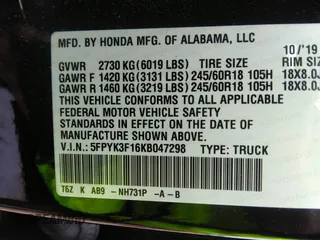 MFD. BY HONDA MFG. OF ALABAMA, LLC
10/'19
GVWR 2730 KG (6019 LBS) TIRE SIZE RIM SIZE
GAWR F 1420 KG(3131 LBS) 245/60R18 105H 18X8.0J
GAWR R 1460 KG(3219 LBS) 245/60R18 105H 18X8.0J
THIS VEHICLE CONFORMS TO ALL APPLICABLE
FEDERAL MOTOR VEHICLE SAFETY STANDARDS
IN EFFECT ON THE DATE OF MANUFACTURE
SHOWN ABOVE.
V.I.N.: 5FPYK3F16KB047298 TYPE: TRUCK
T6Z K AB9 -NH731P -A-B